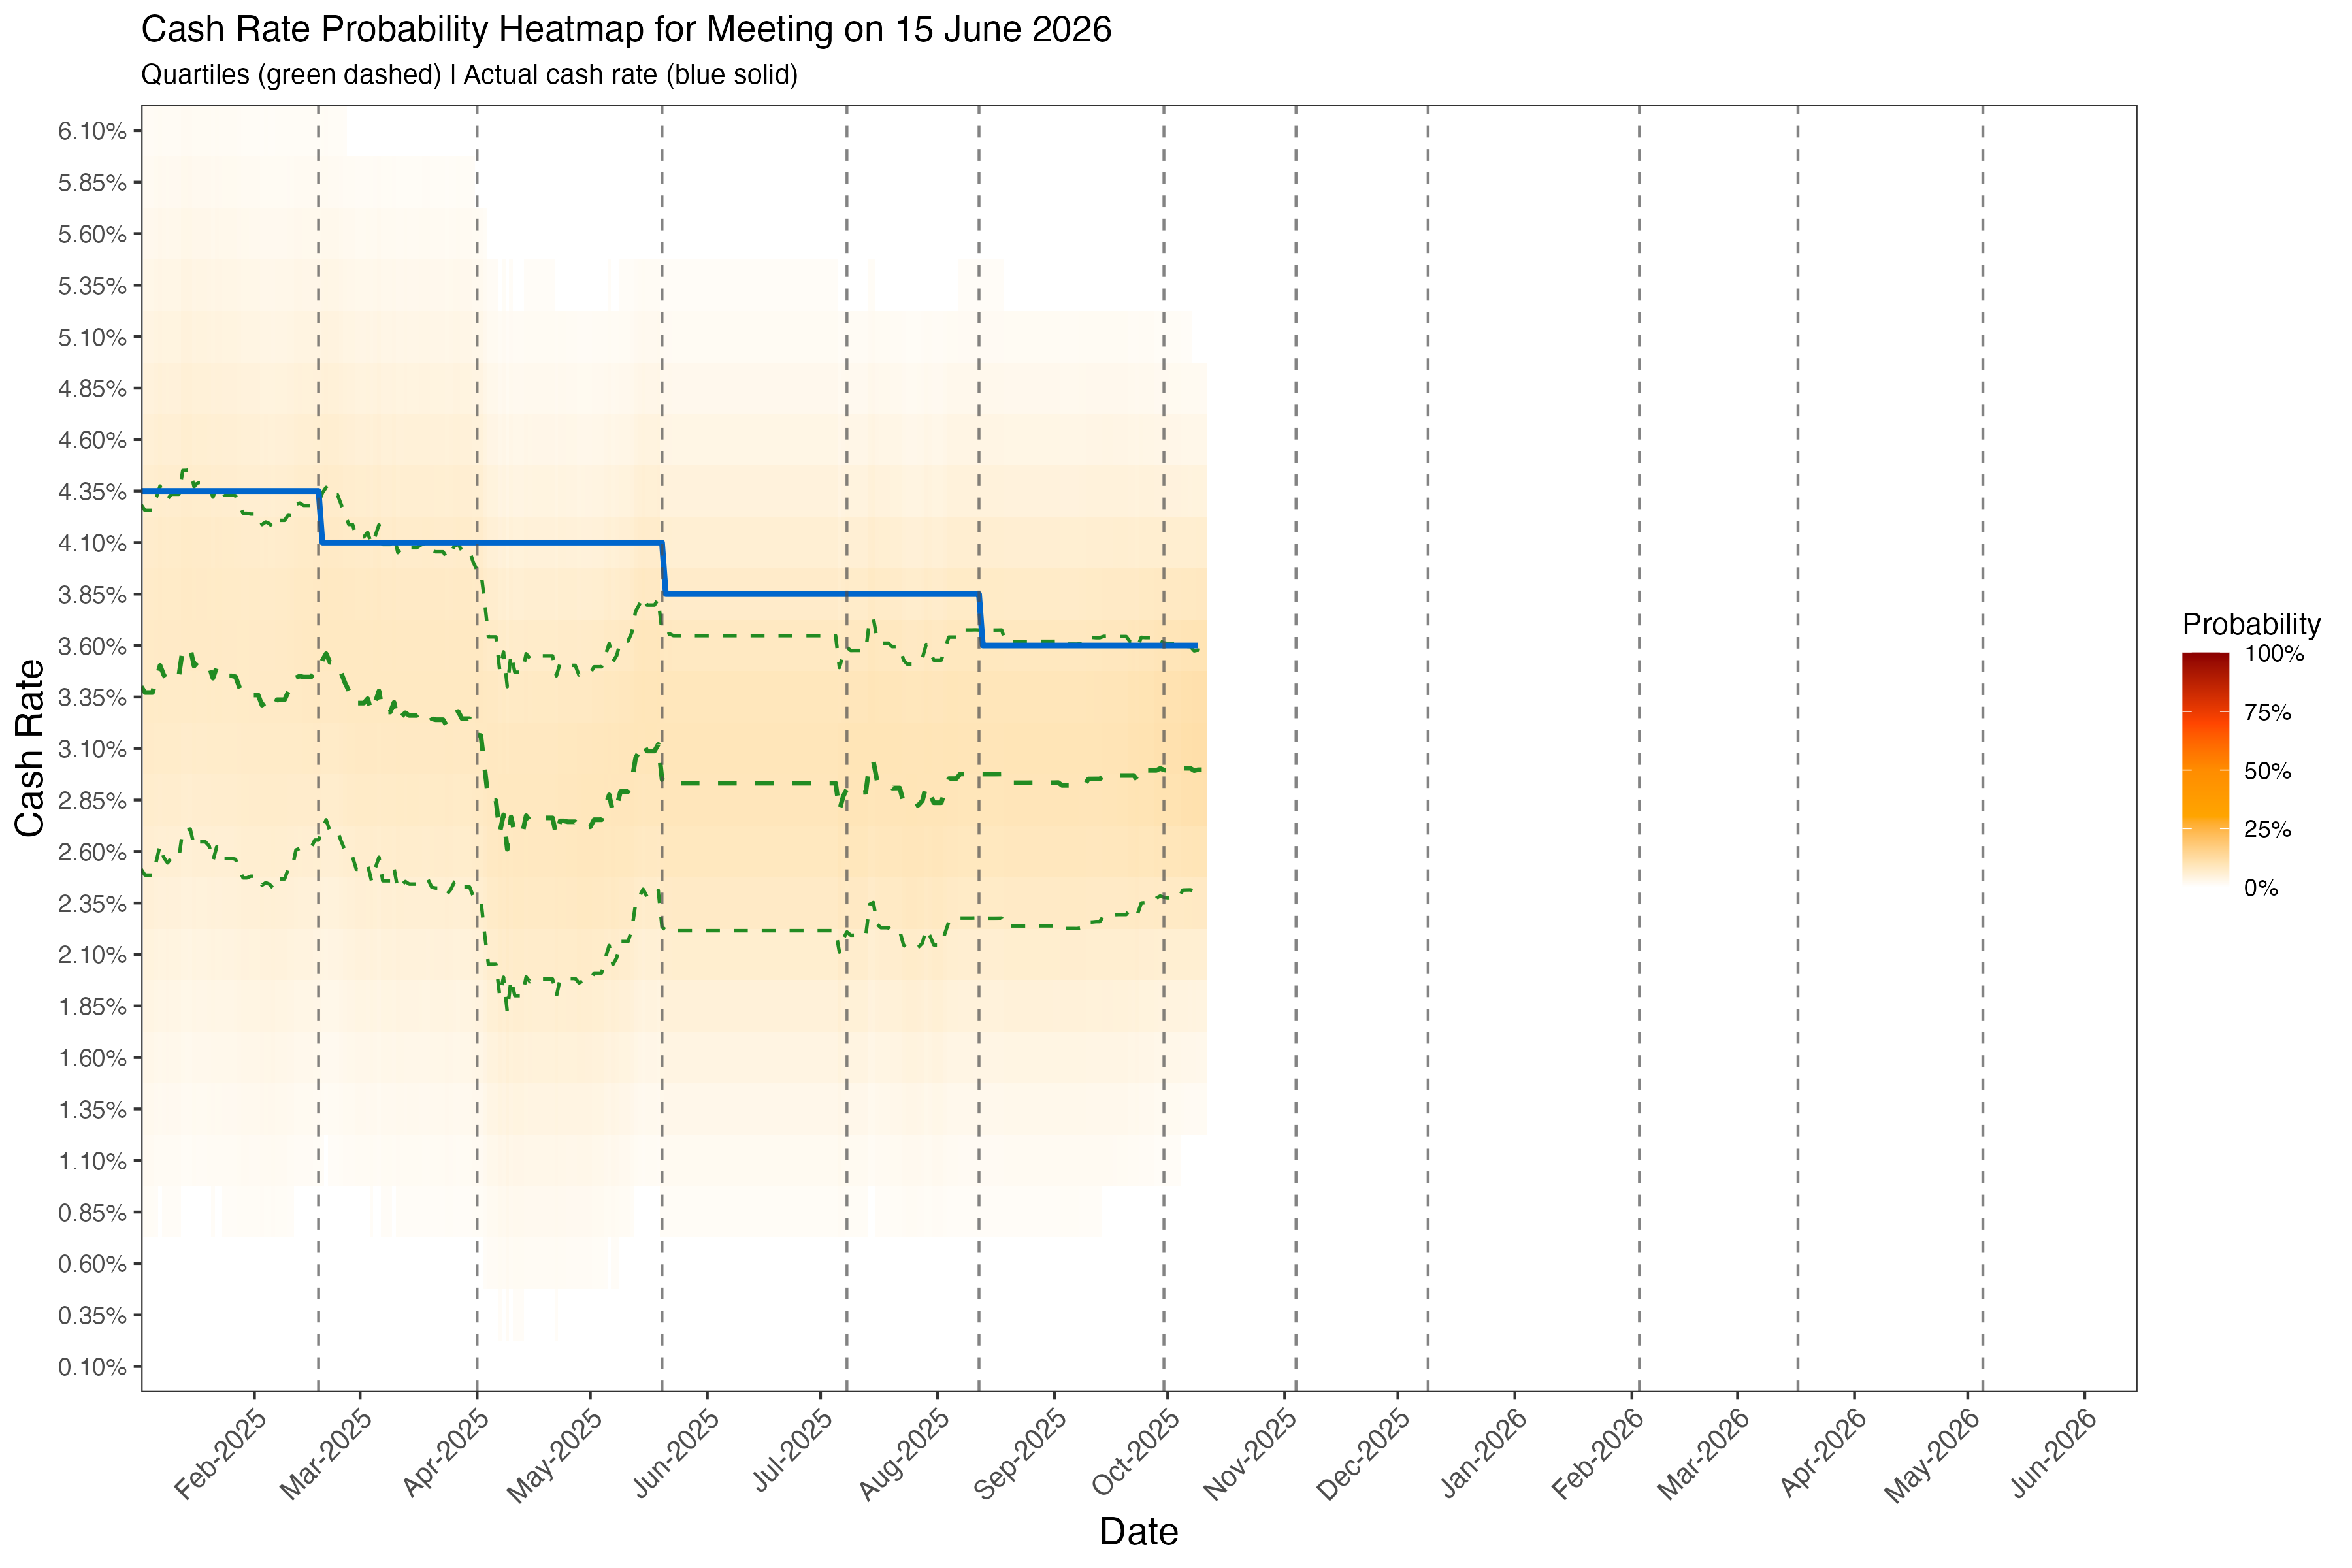 Cash Rate Probability Heatmap for Meeting on 15 June 2026
Quartiles (green dashed) | Actual cash rate (blue solid)
Cash Rate
6.10%
5.85%
5.60%
5.35%
5.10%
4.85%
4.60%
4.35%
4.10%
3.85%
3.60%
3.35%
3.10%
2.85%
2.60%
2.35%
2.10%
1.85%
1.60%
1.35%
1.10%
0.85%
0.60%
0.35%
0.10%
Feb-2025
Mar-2025
Apr-2025
May-2025
Jun-2025
Jul-2025
Aug-2025
Sep-2025
Oct-2025
Nov-2025
Dec-2025
Jan-2026
Feb-2026
Mar-2026
Apr-2026
May-2026
Jun-2026
Date
Probability
100%
75%
50%
25%
0%